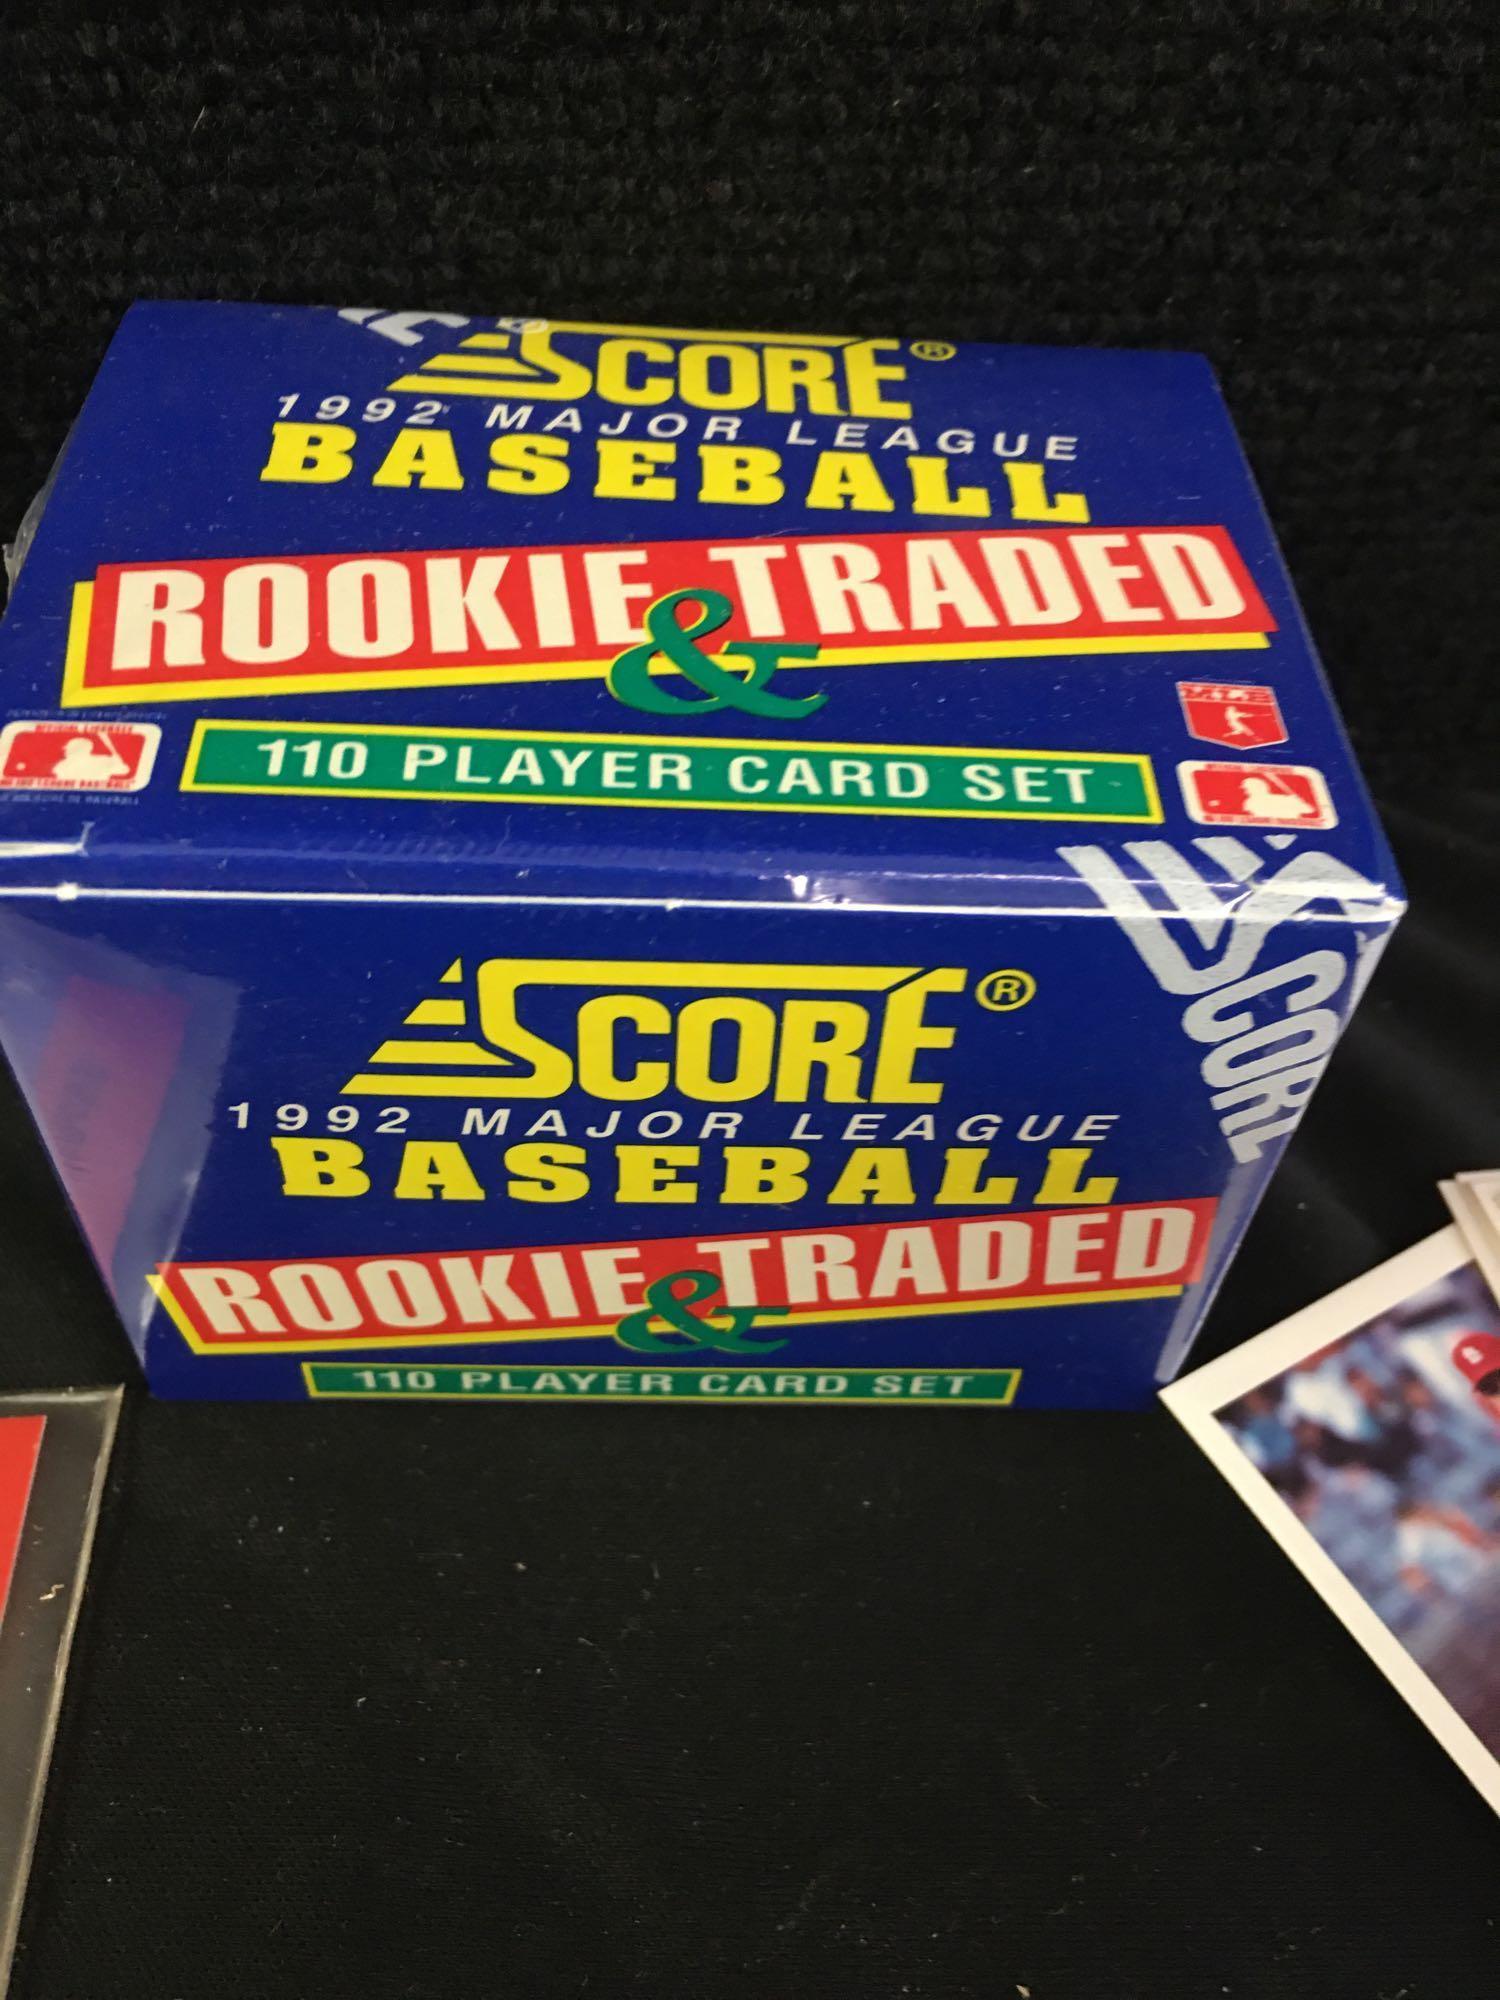 SCORE®
1992 MAJOR LEAGUE
BASEBALL
ROOKIE & TRADED
110 PLAYER CARD SET
MLB
SCORE
SCORE®
1992 MAJOR LEAGUE
BASEBALL
ROOKIE & TRADED
110 PLAYER CARD SET